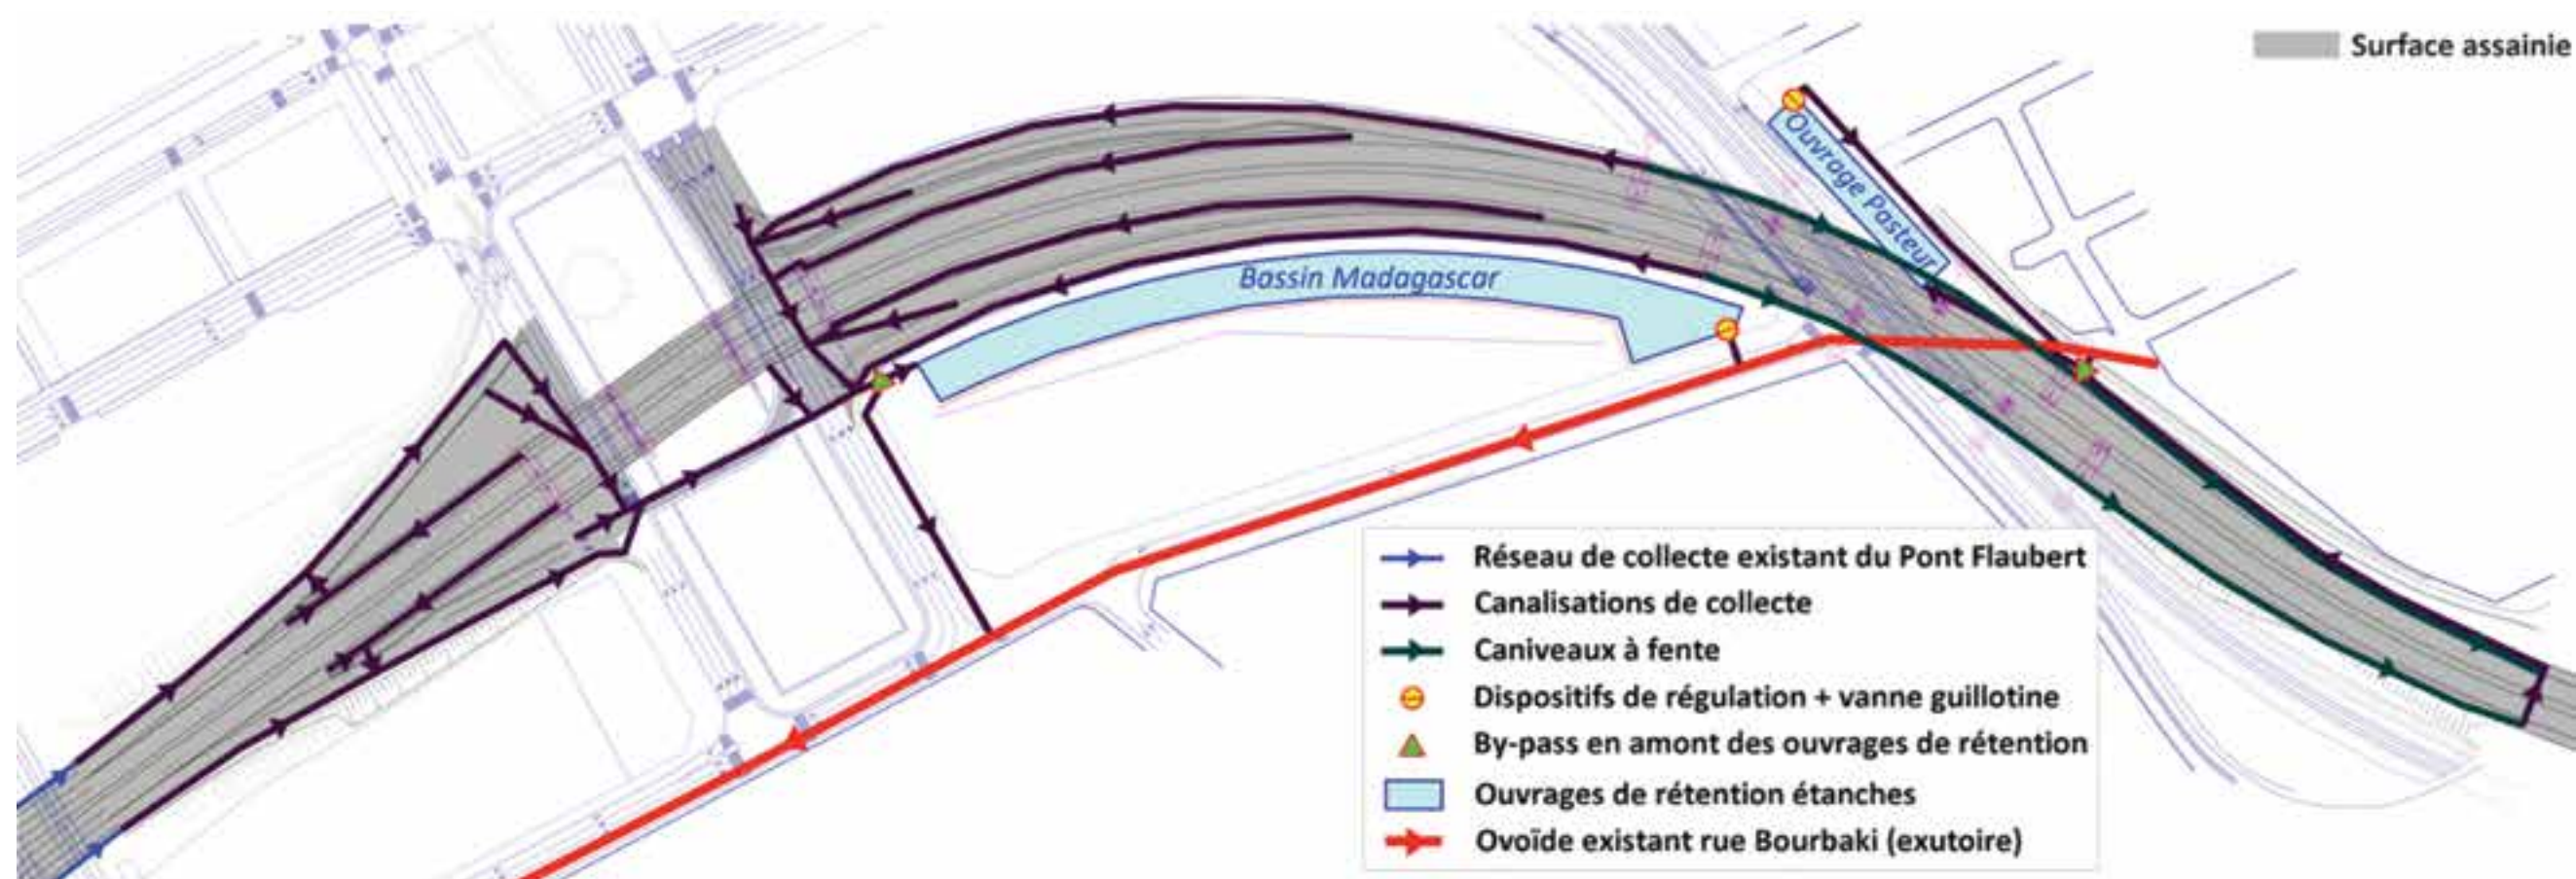 Surface assainie
Ouvrage Pasteur
Bassin Madagascar
Réseau de collecte existant du Pont Flaubert
Canalisations de collecte
Caniveaux à fente
Dispositifs de régulation + vanne guillotine
By-pass en amont des ouvrages de rétention
Ouvrages de rétention étanches
Ovoïde existant rue Bourbaki (exutoire)